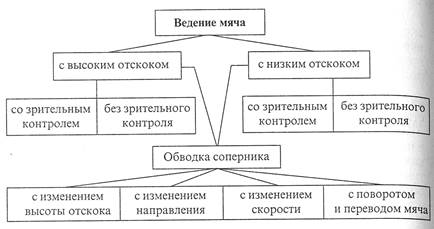 Ведение мяча
с высоким отскоком
с низким отскоком
со зрительным
контролем
без зрительного
контроля
со зрительным
контролем
без зрительного
контроля
Обводка соперника
с изменением
высоты отскока
с изменением
направления
с изменением
скорости
с поворотом
и переводом мяча